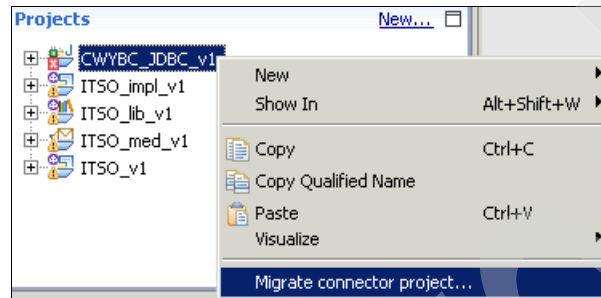 Projects New...
CWYBC_JDBC_v1
ITSO_impl_v1
ITSO_lib_v1
ITSO_med_v1
ITSO_v1
New
Show In Alt+Shift+W
Copy Ctrl+C
Copy Qualified Name
Paste Ctrl+V
Visualize
Migrate connector project...